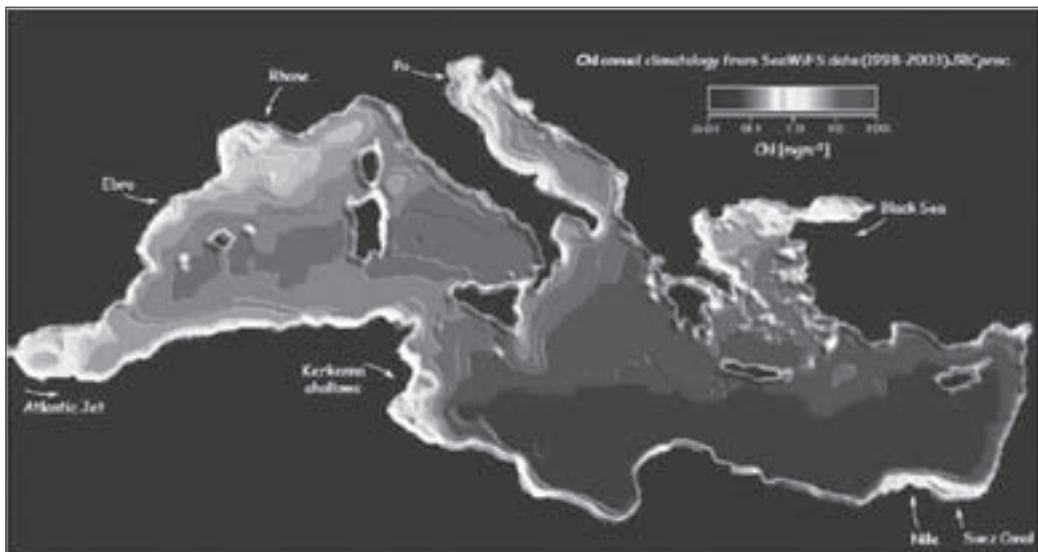 Chl annual climatology from SeaWiFS data (1998-2003) JRC proc.
Rhone
Po
0.01 0.1 1.0 10 100.
Chl [mgm-3]
Ebro
Black Sea
Kerkenna
shallows
Atlantic Jet
Nile
Suez Canal